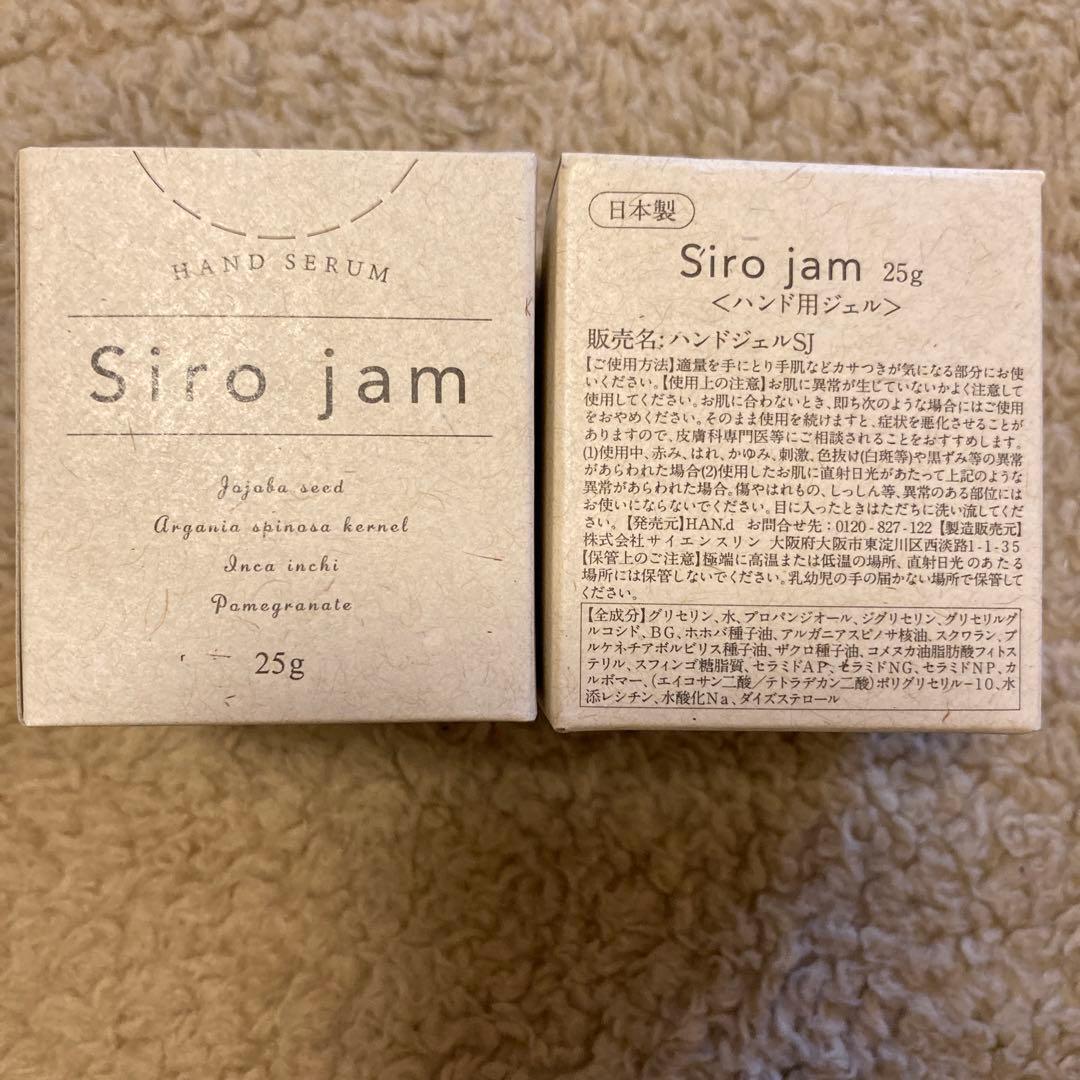 HAND SERUM
Siro jam
Jojoba seed
Argania spinosa kernel
Inca inchi
Pomegranate
25g
日本製
Siro jam 25g
<ハンド用ジェル>
販売名:ハンドジェルSJ
【ご使用方法】適量を手にとり手肌などカサつきが気になる部分にお使
いください。【使用上の注意】お肌に異常が生じていないかよく注意して
使用してください。お肌に合わないとき、即ち次のような場合にはご使用
をおやめください。そのまま使用を続けますと、症状を悪化させることが
ありますので、皮膚科専門医等にご相談されることをおすすめします。
(1)使用中、赤み、はれ、かゆみ、刺激、色抜け(白斑等)や黒ずみ等の異常
があらわれた場合(2)使用したお肌に直射日光があたって上記のような
異常があらわれた場合。傷やはれもの、しっしん等、異常のある部位には
お使いにならないでください。目に入ったときはただちに洗い流してくだ
さい。【発売元】HAN.d お問合せ先:0120-827-122【製造販売元】
株式会社サイエンスリン 大阪府大阪市東淀川区西淡路1-1-35
【保管上のご注意】極端に高温または低温の場所、直射日光のあたる
場所には保管しないでください。乳幼児の手の届かない場所で保管して
ください。
【全成分】グリセリン、水、プロパンジオール、ジグリセリン、グリセリルグ
ルコシド、BG、ホホバ種子油、アルガニアスピノサ核油、スクワラン、プ
ルケネチアボルビリス種子油、ザクロ種子油、コメヌカ油脂肪酸フィトス
テリル、スフィンゴ糖脂質、セラミドAP、セラミドNG、セラミドNP、カ
ルボマー、(エイコサン二酸/テトラデカン二酸)ポリグリセリル-10、水
添レシチン、水酸化Na、ダイズステロール